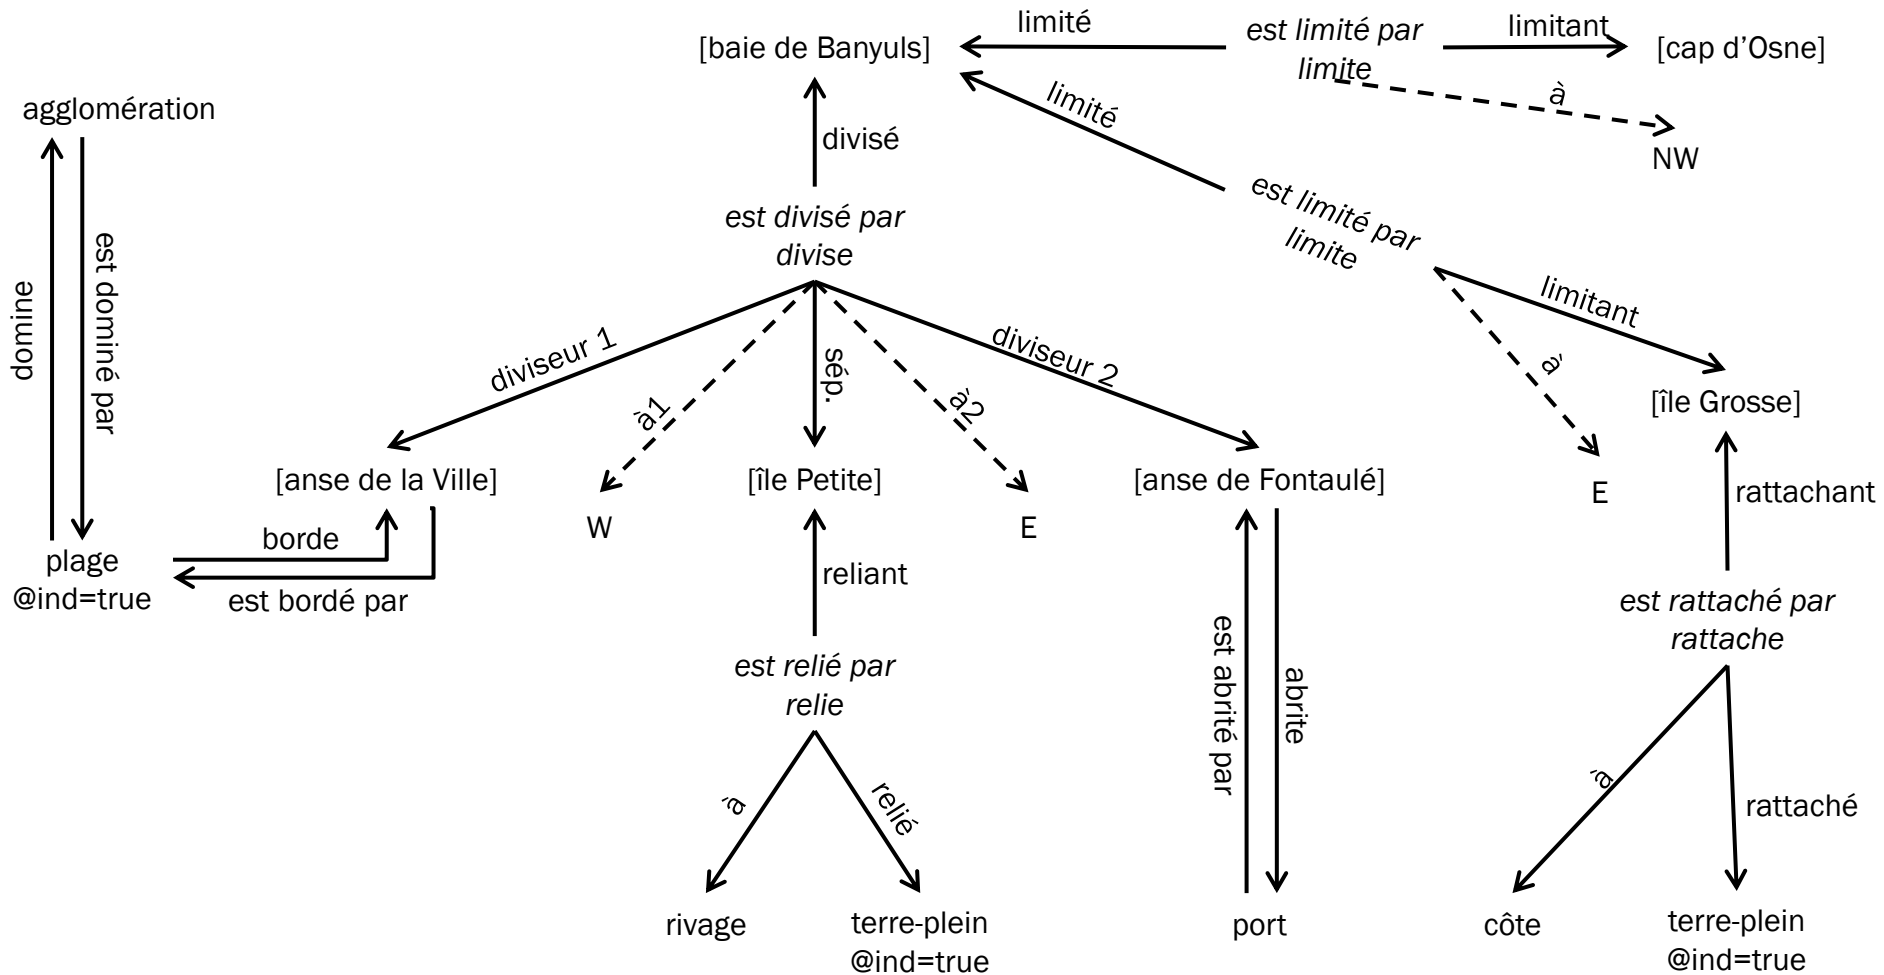 limité
limitant
[baie de Banyuls]
est limité par
limite
[cap d'Osne]
à
NW
agglomération
limité
divisé
est limité par
limite
est divisé par
divise
domine
est dominé par
limitant
diviseur 1
sép.
diviseur 2
à
à1
à2
[île Grosse]
[anse de la Ville]
[île Petite]
[anse de Fontaulé]
E
rattachant
W
E
borde
plage
@ind=true
est bordé par
reliant
est rattaché par
rattache
est relié par
relie
est abrité par
abrite
à
relié
à
rattaché
rivage
terre-plein
@ind=true
port
côte
terre-plein
@ind=true